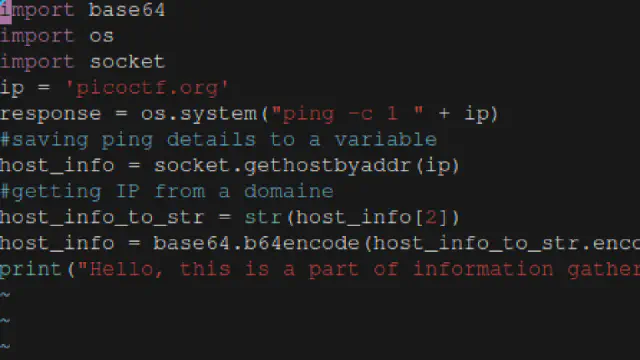 import base64
import os
import socket
ip = 'picoctf.org'
response = os.system("ping -c 1 " + ip)
#saving ping details to a variable
host_info = socket.gethostbyaddr(ip)
#getting IP from a domaine
host_info_to_str = str(host_info[2])
host_info = base64.b64encode(host_info_to_str.enco
print("Hello, this is a part of information gather
~
~
~